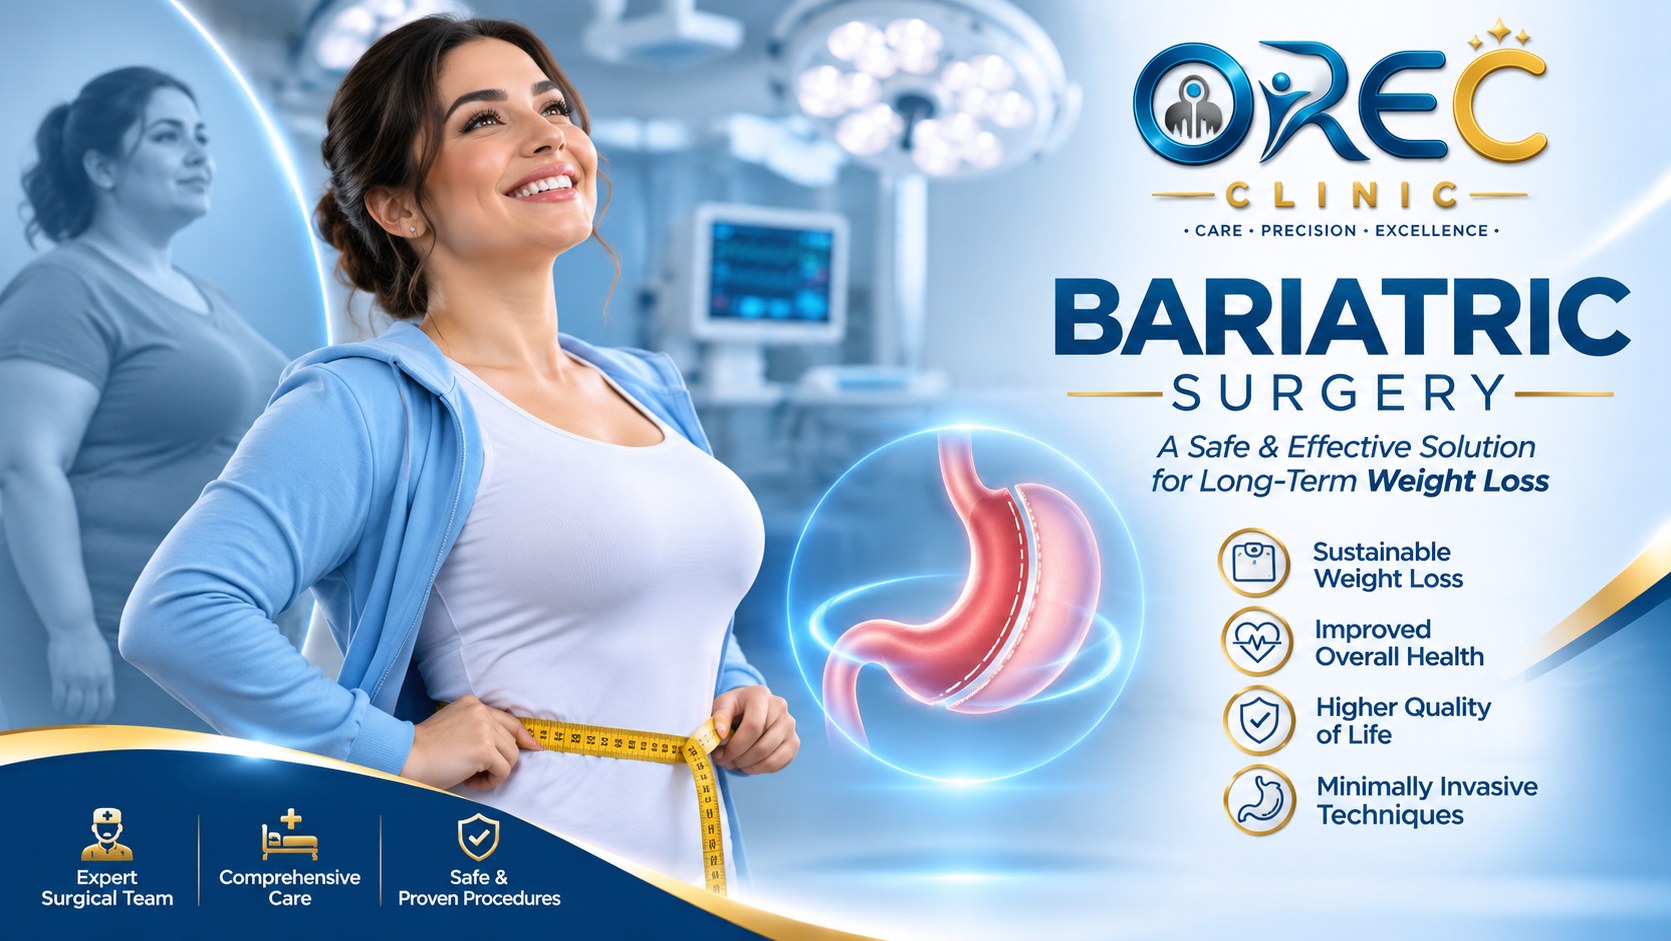 OREC
CLINIC
• CARE • PRECISION • EXCELLENCE •
BARIATRIC
SURGERY
A Safe & Effective Solution
for Long-Term Weight Loss
Sustainable
Weight Loss
Improved
Overall Health
Higher Quality
of Life
Minimally Invasive
Techniques
Expert
Surgical Team
Comprehensive
Care
Safe &
Proven Procedures